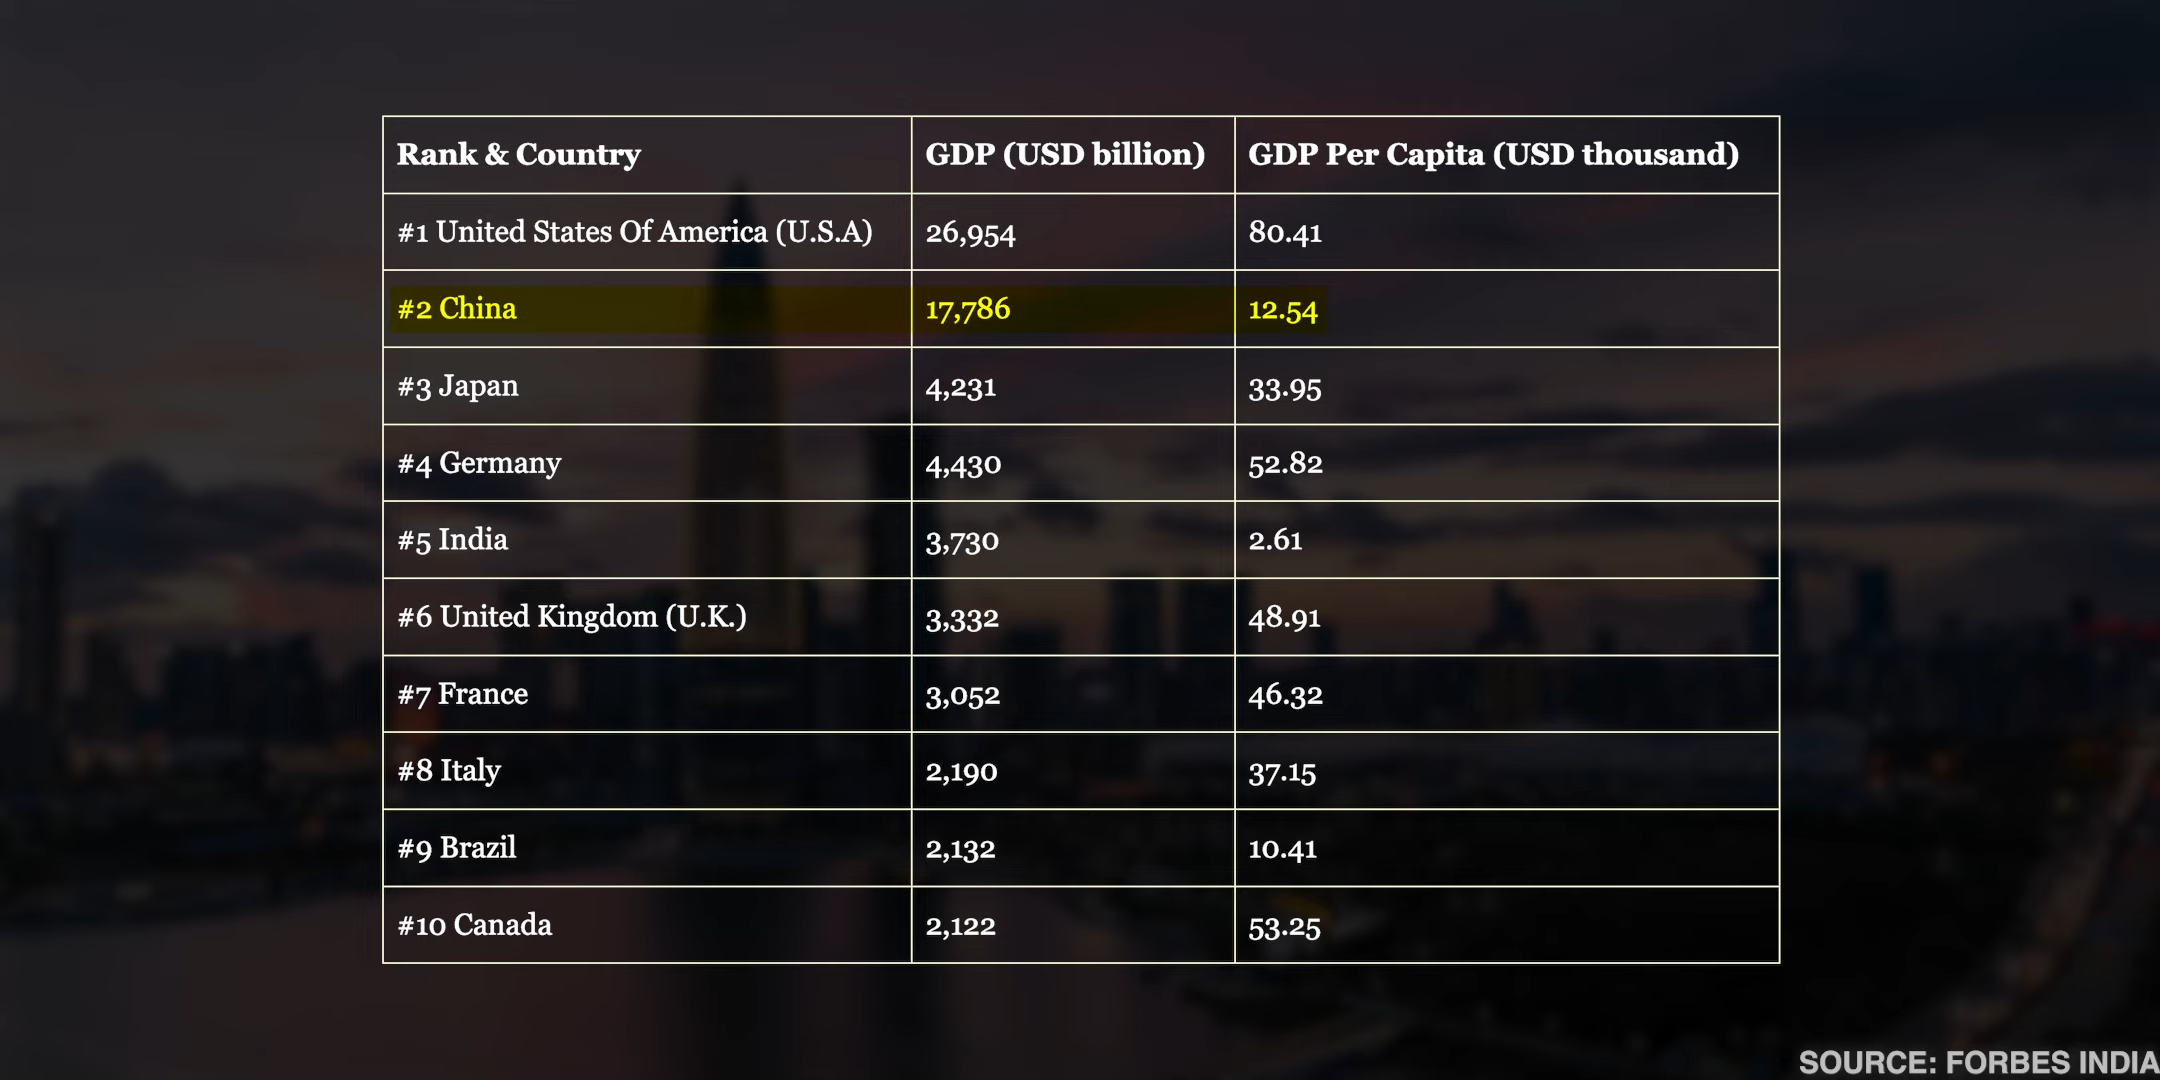 Rank & Country GDP (USD billion) GDP Per Capita (USD thousand)
#1 United States Of America (U.S.A) 26,954 80.41
#2 China 17,786 12.54
#3 Japan 4,231 33.95
#4 Germany 4,430 52.82
#5 India 3,730 2.61
#6 United Kingdom (U.K.) 3,332 48.91
#7 France 3,052 46.32
#8 Italy 2,190 37.15
#9 Brazil 2,132 10.41
#10 Canada 2,122 53.25
SOURCE: FORBES INDIA